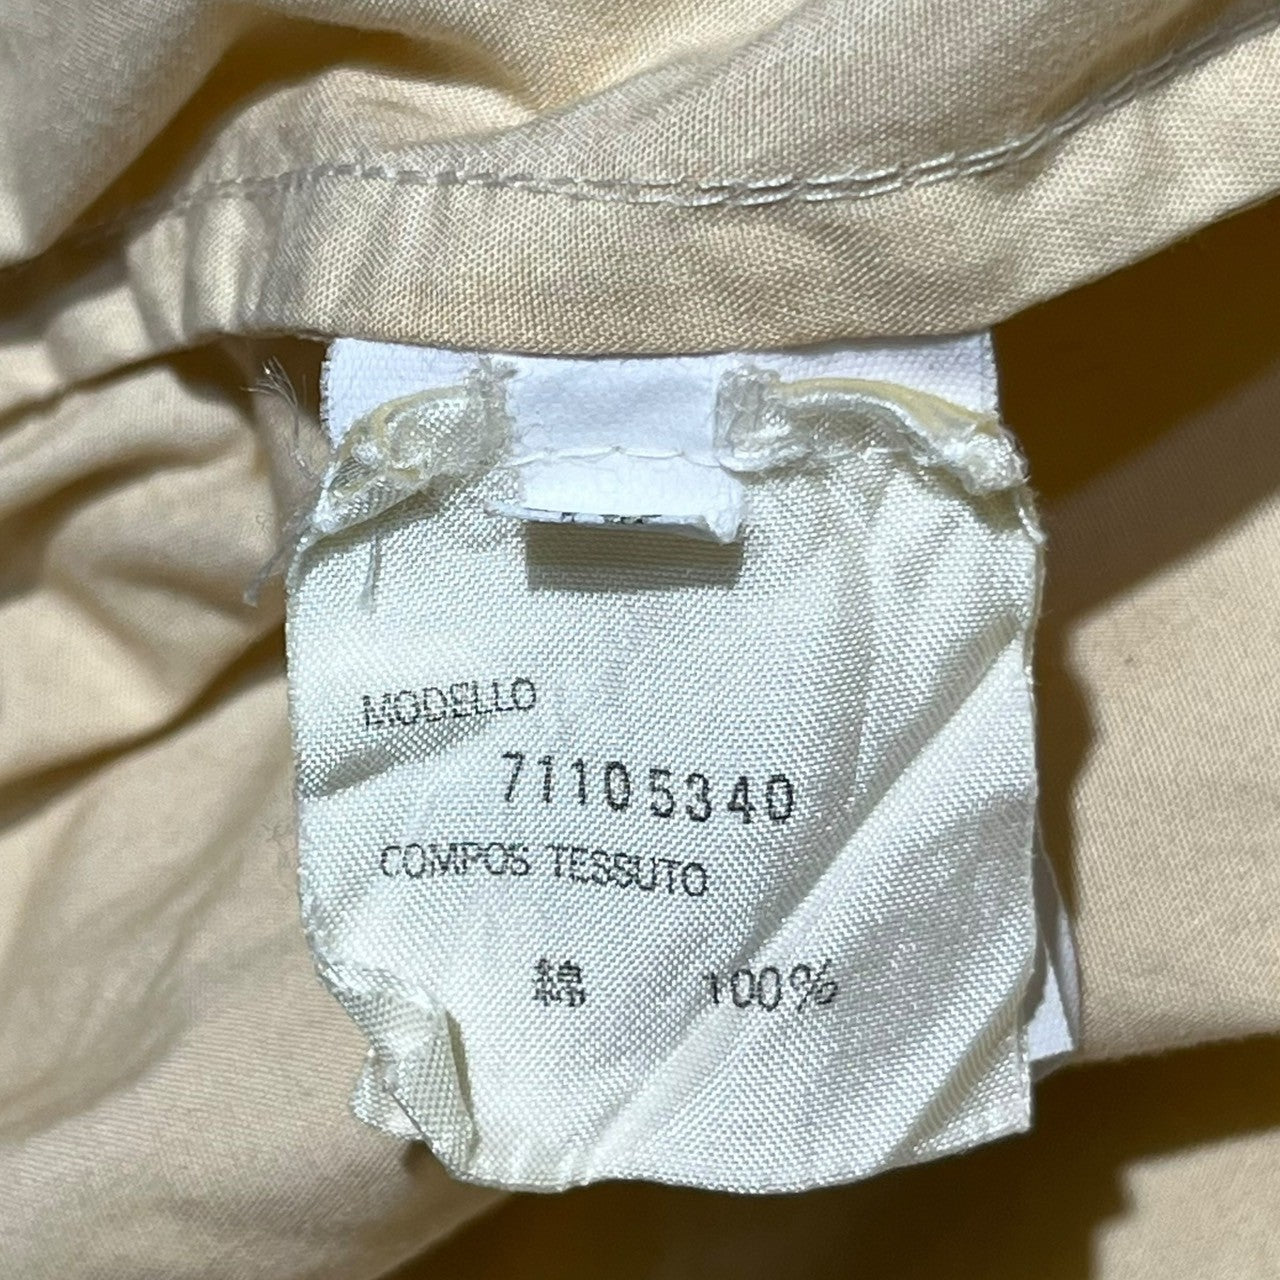 MODELLO
71105340
COMPOS TESSUTO
綿 100%